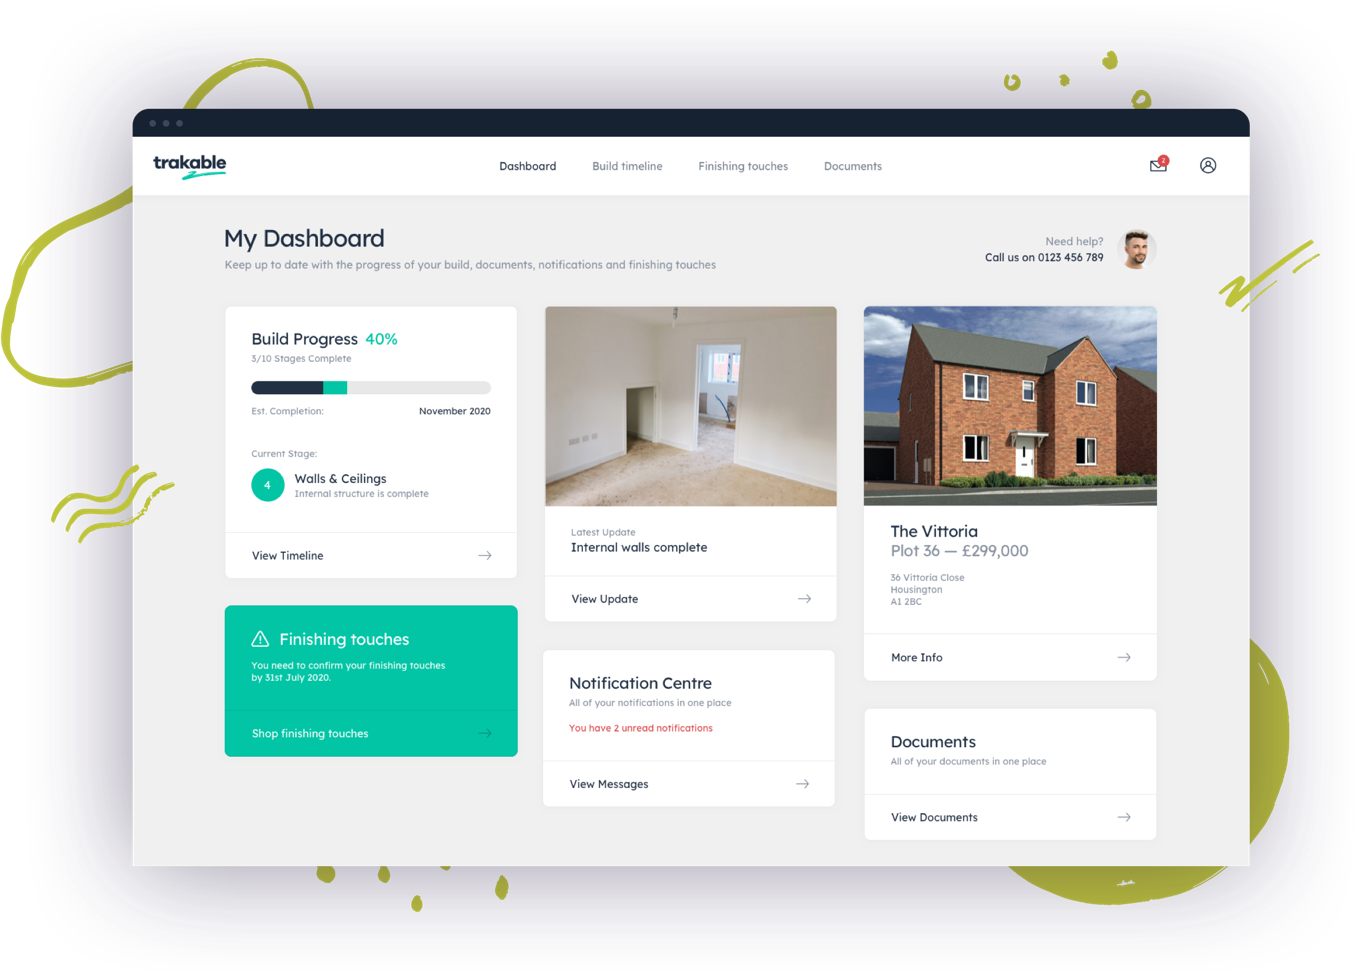 trakable
Dashboard
Build timeline
Finishing touches
Documents
2
My Dashboard
Keep up to date with the progress of your build, documents, notifications and finishing touches
Need help?
Call us on 0123 456 789
Build Progress 40%
3/10 Stages Complete
Est. Completion:
November 2020
Current Stage:
4
Walls & Ceilings
Internal structure is complete
View Timeline
Finishing touches
You need to confirm your finishing touches
by 31st July 2020.
Shop finishing touches
Latest Update
Internal walls complete
View Update
Notification Centre
All of your notifications in one place
You have 2 unread notifications
View Messages
The Vittoria
Plot 36 — £299,000
36 Vittoria Close
Housington
A1 2BC
More Info
Documents
All of your documents in one place
View Documents